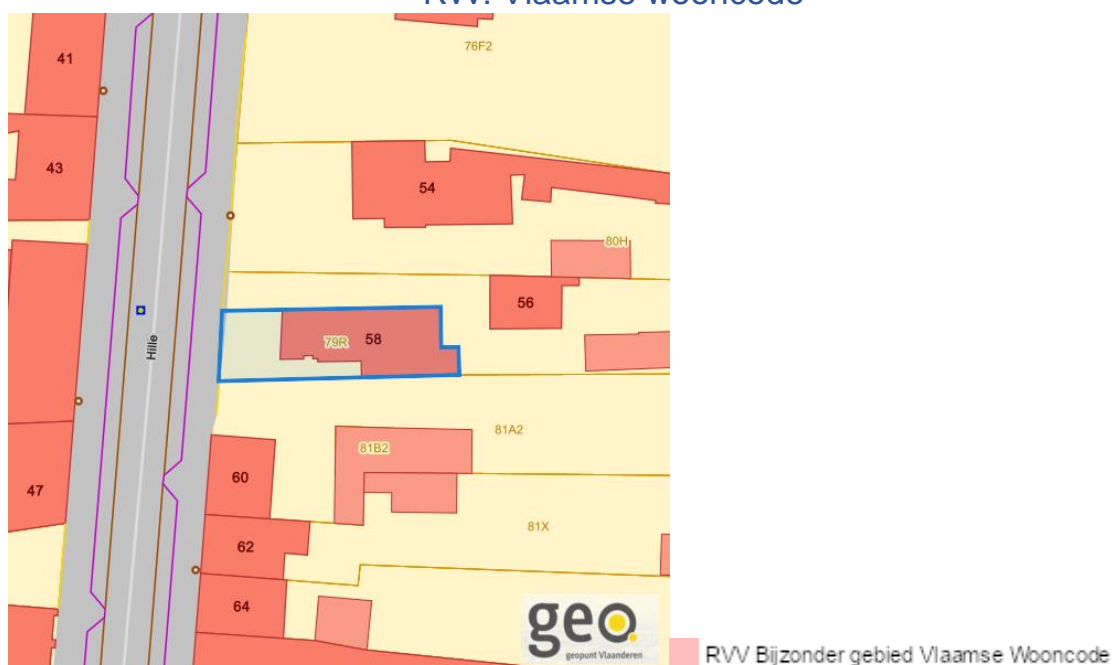 RVV: Vlaamse wooncode
76F2
41
43
54
80H
56
Hille
79R 58
81A2
81B2
47
60
81X
62
64
geo
geopunt Vlaanderen
RVV Bijzonder gebied Vlaamse Wooncode